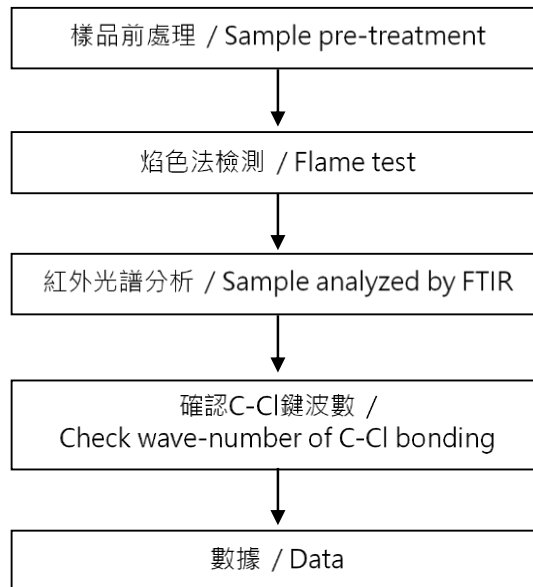 樣品前處理 / Sample pre-treatment
焰色法檢測 / Flame test
紅外光譜分析 / Sample analyzed by FTIR
確認C-Cl鍵波數 /
Check wave-number of C-Cl bonding
數據 / Data